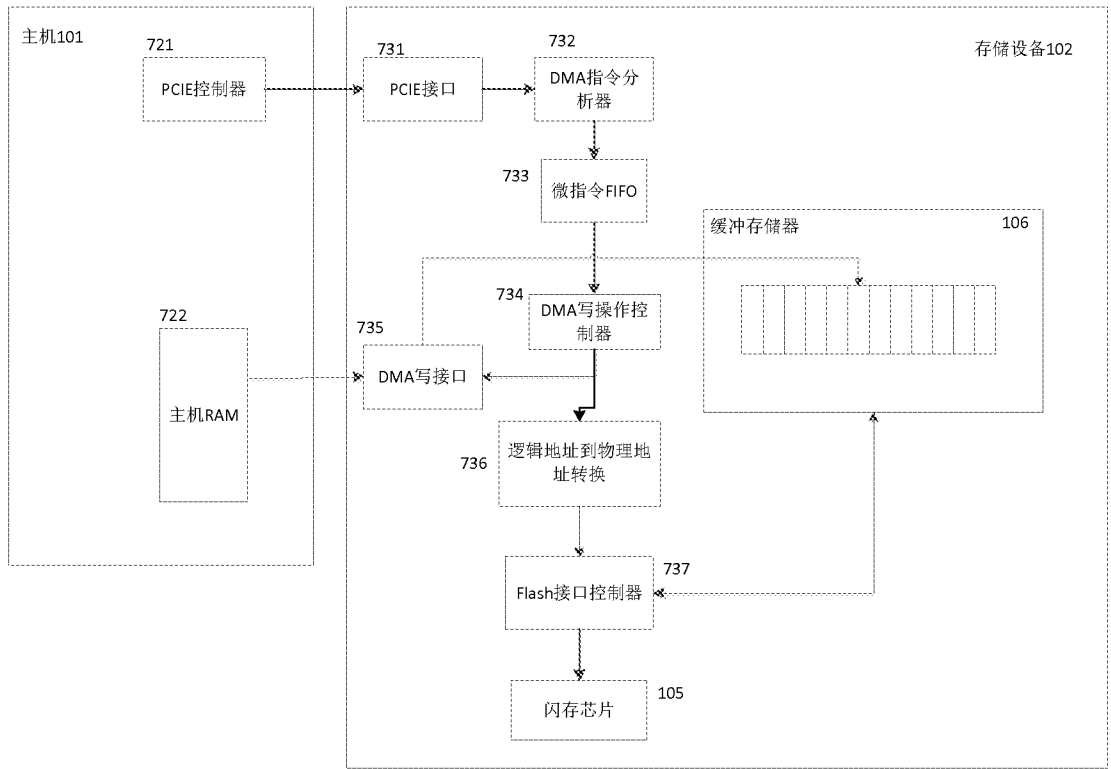 主机101
存储设备102
721
PCIE控制器
731
PCIE接口
732
DMA指令分
析器
733
微指令FIFO
缓冲存储器
106
734
DMA写操作控
制器
722
主机RAM
735
DMA写接口
736
逻辑地址到物理地
址转换
737
Flash接口控制器
105
闪存芯片